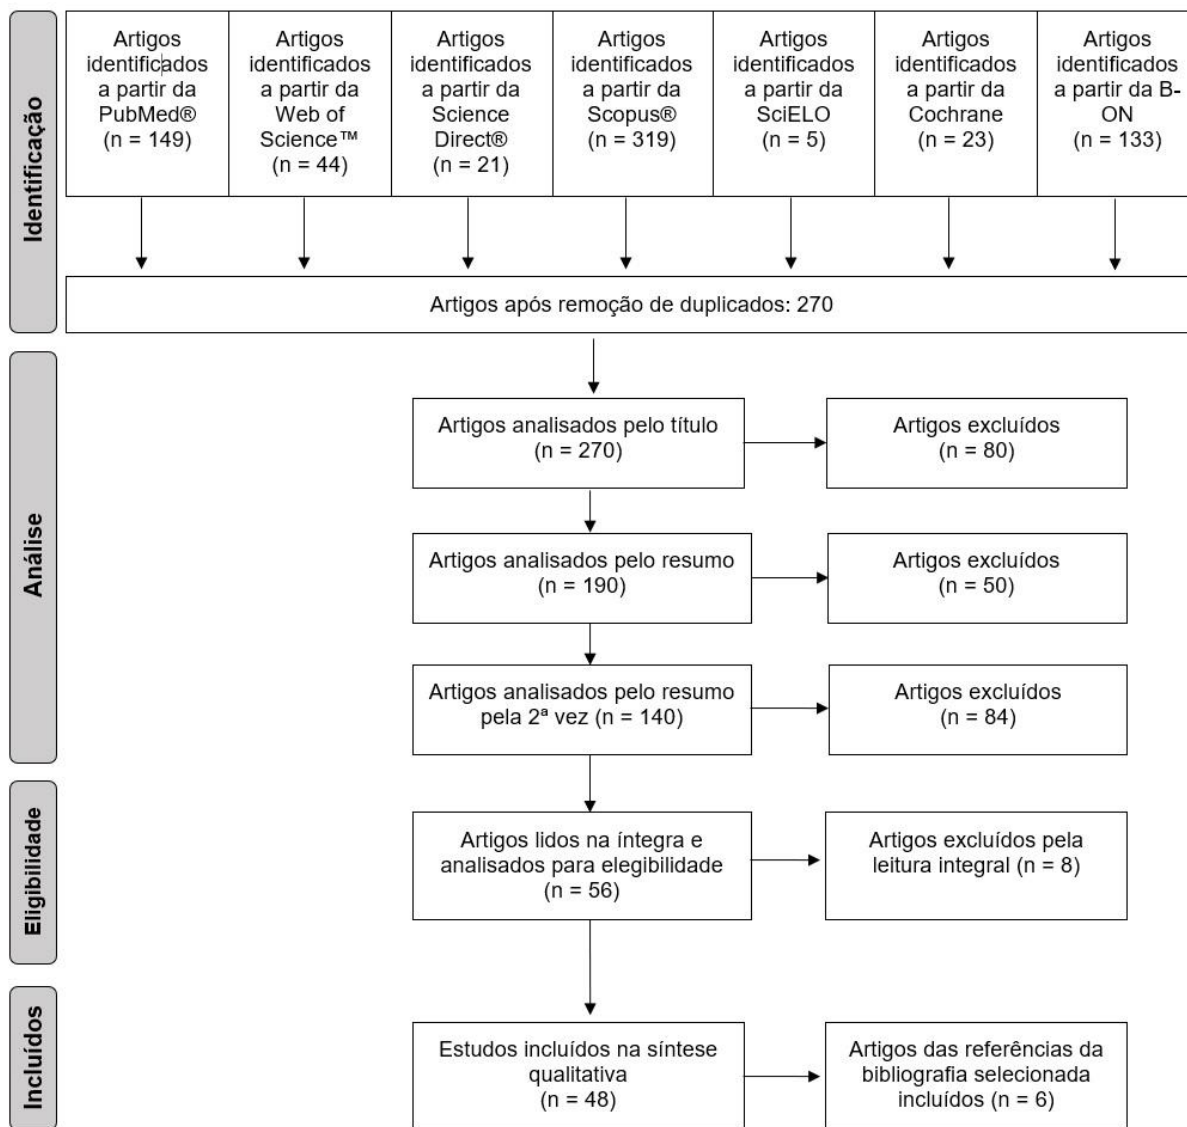 Identificação
Artigos
identificados
a partir da
PubMed®
(n = 149)
Artigos
identificados
a partir da
Web of
Science™
(n = 44)
Artigos
identificados
a partir da
Science
Direct®
(n = 21)
Artigos
identificados
a partir da
Scopus®
(n = 319)
Artigos
identificados
a partir da
SciELO
(n = 5)
Artigos
identificados
a partir da
Cochrane
(n = 23)
Artigos
identificados
a partir da B-
ON
(n = 133)
Artigos após remoção de duplicados: 270
Análise
Artigos analisados pelo título
(n = 270)
Artigos excluídos
(n = 80)
Artigos analisados pelo resumo
(n = 190)
Artigos excluídos
(n = 50)
Artigos analisados pelo resumo
pela 2ª vez (n = 140)
Artigos excluídos
(n = 84)
Eligibilidade
Artigos lidos na íntegra e
analisados para elegibilidade
(n = 56)
Artigos excluídos pela
leitura integral (n = 8)
Incluídos
Estudos incluídos na síntese
qualitativa
(n = 48)
Artigos das referências da
bibliografia selecionada
incluídos (n = 6)